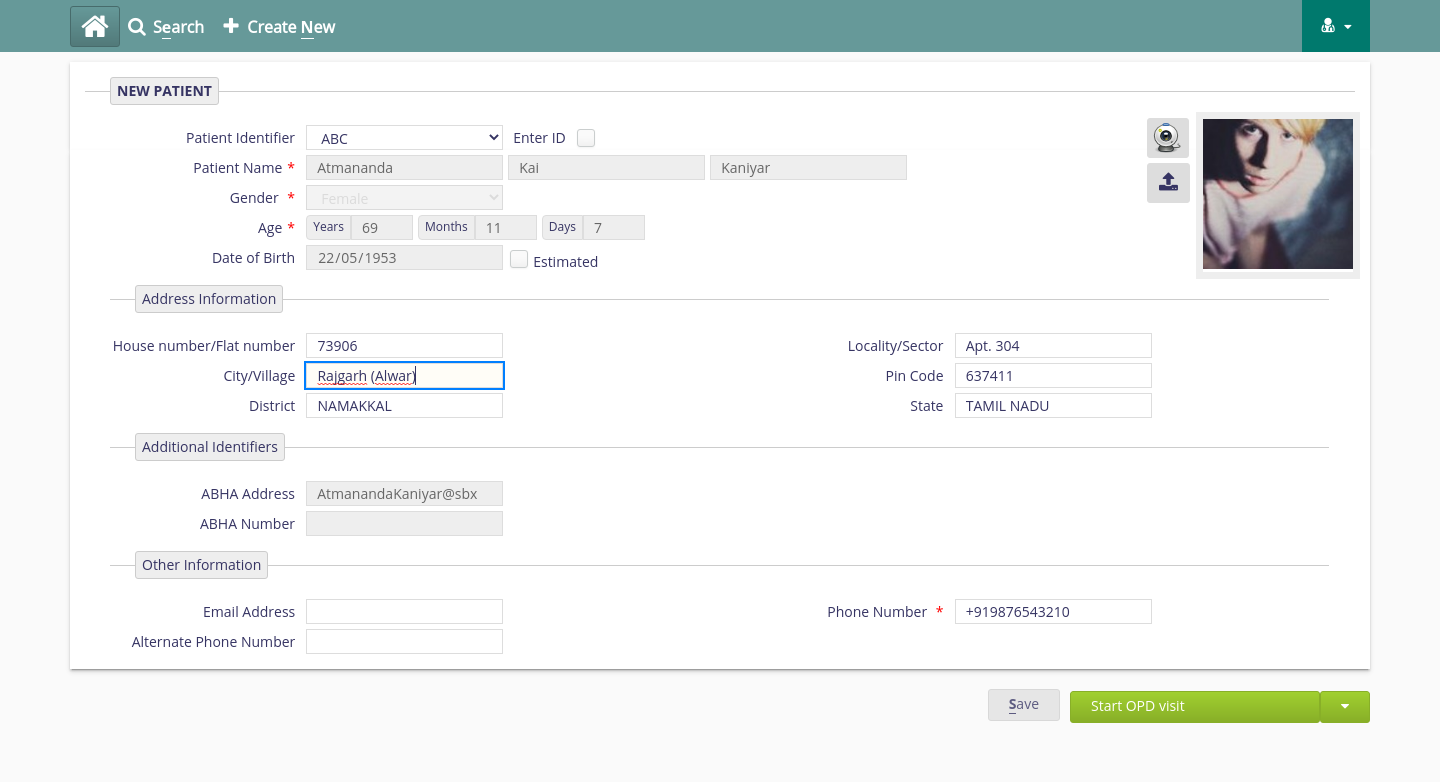 Search Create New
NEW PATIENT
Patient Identifier ABC Enter ID
Patient Name * Atmananda Kai Kaniyar
Gender * Female
Age * Years 69 Months 11 Days 7
Date of Birth 22/05/1953 Estimated
Address Information
House number/Flat number 73906 Locality/Sector Apt. 304
City/Village Rajgarh (Alwar) Pin Code 637411
District NAMAKKAL State TAMIL NADU
Additional Identifiers
ABHA Address AtmanandaKaniyar@sbx
ABHA Number
Other Information
Email Address Phone Number * +919876543210
Alternate Phone Number
Save Start OPD visit